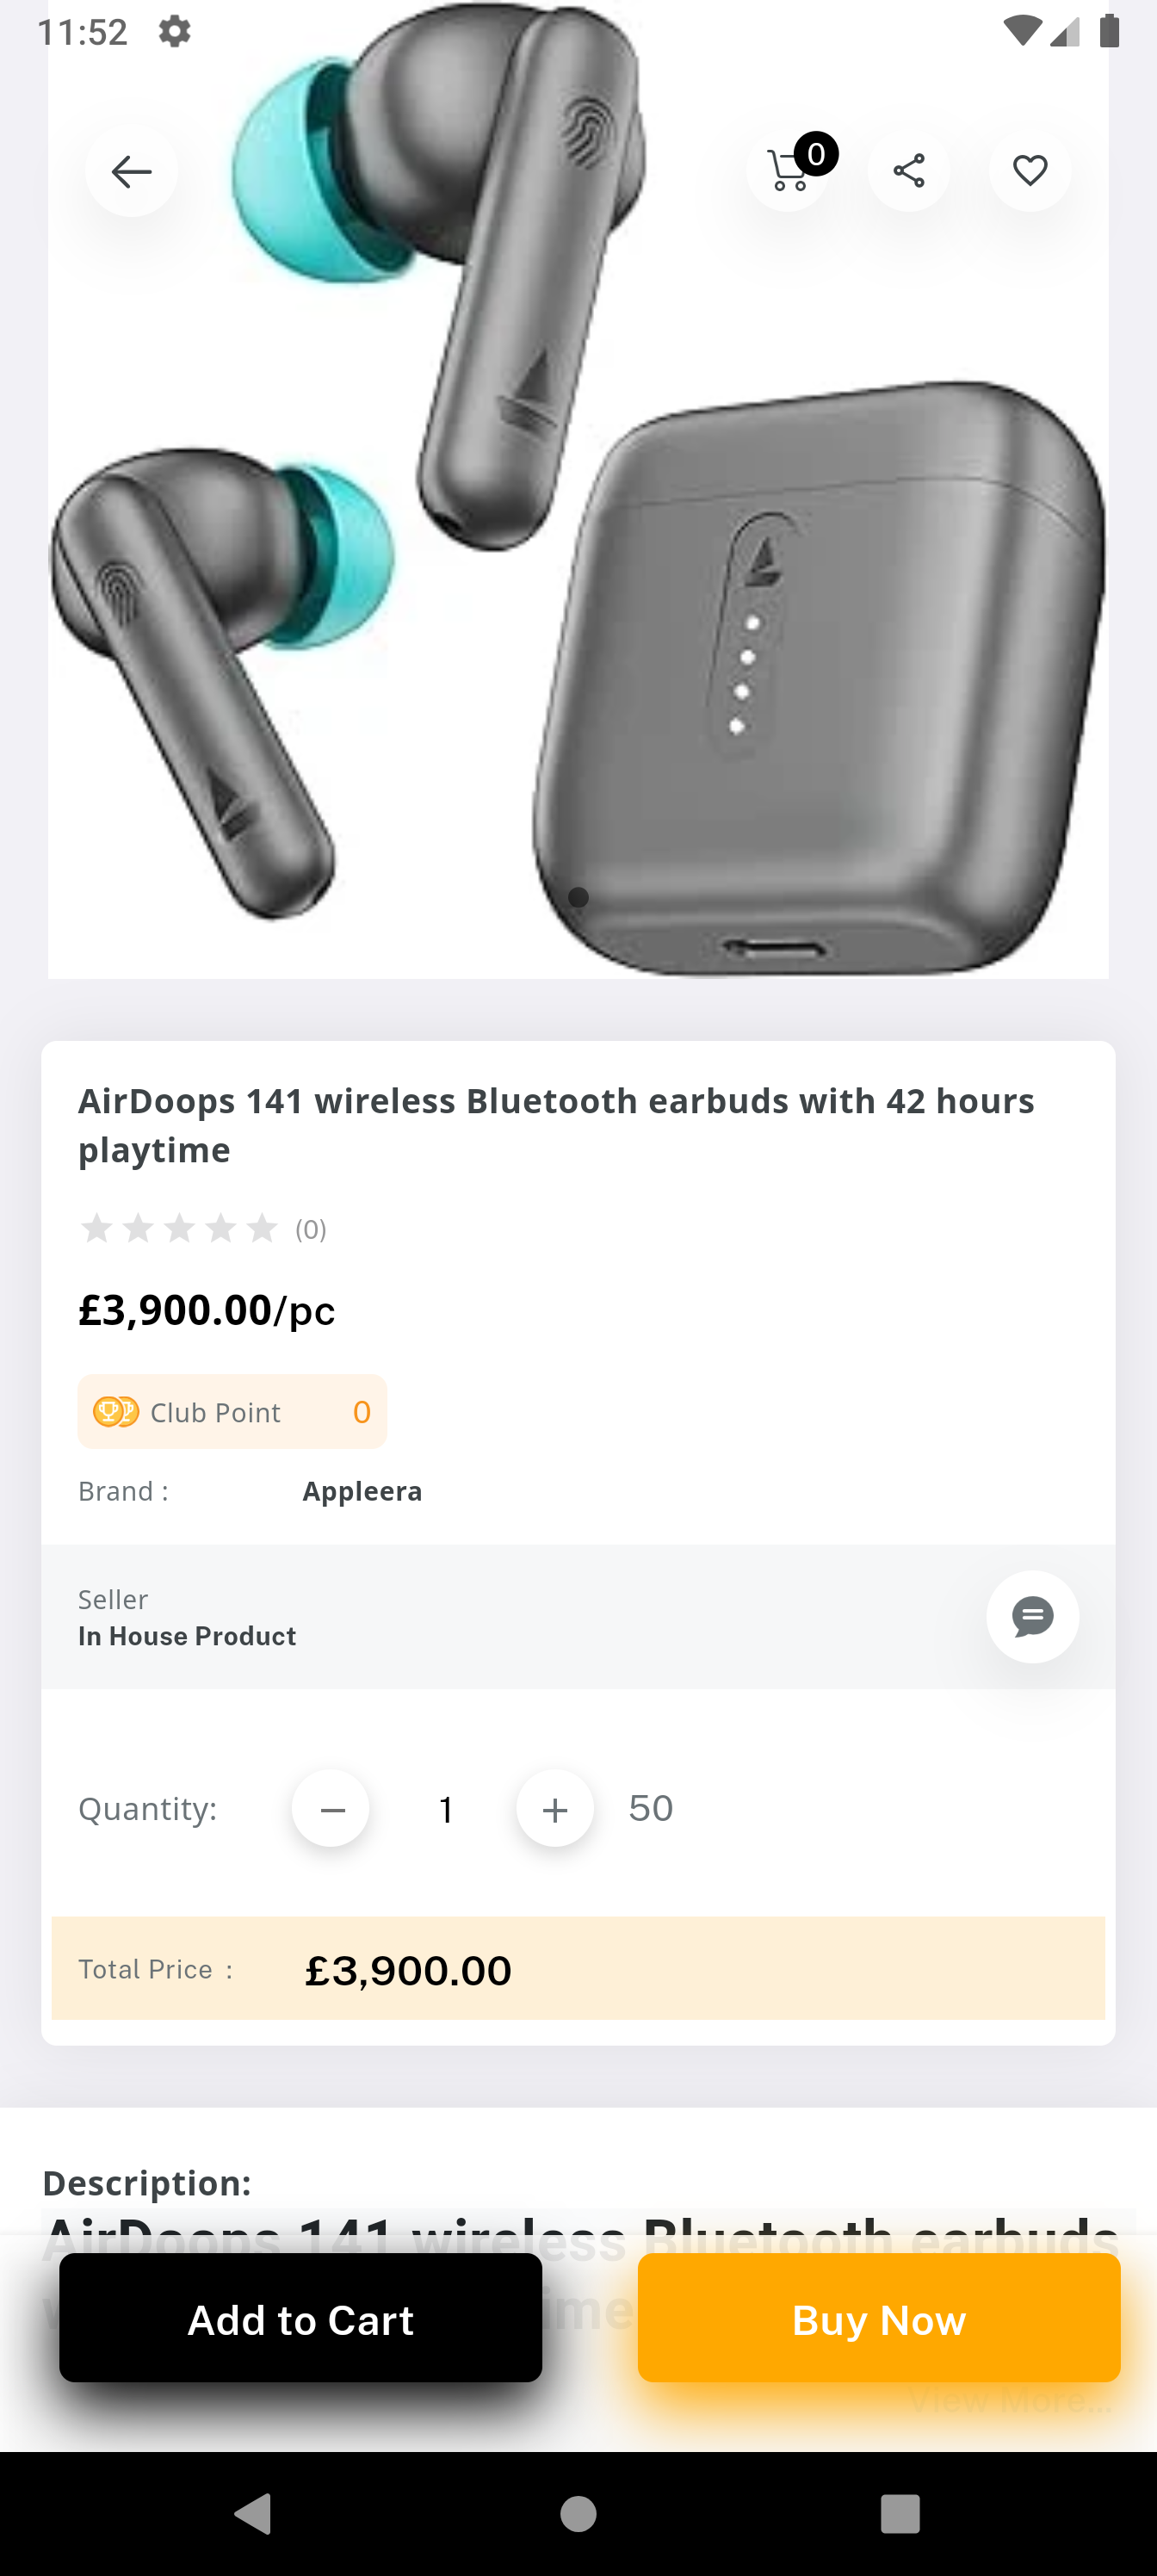 11:52
0
AirDoops 141 wireless Bluetooth earbuds with 42 hours
playtime
(0)
£3,900.00/pc
Club Point 0
Brand : Appleera
Seller
In House Product
Quantity: 1 50
Total Price : £3,900.00
Description:
AirDoops 141 wireless Bluetooth earbuds
Add to Cart Buy Now
View More...